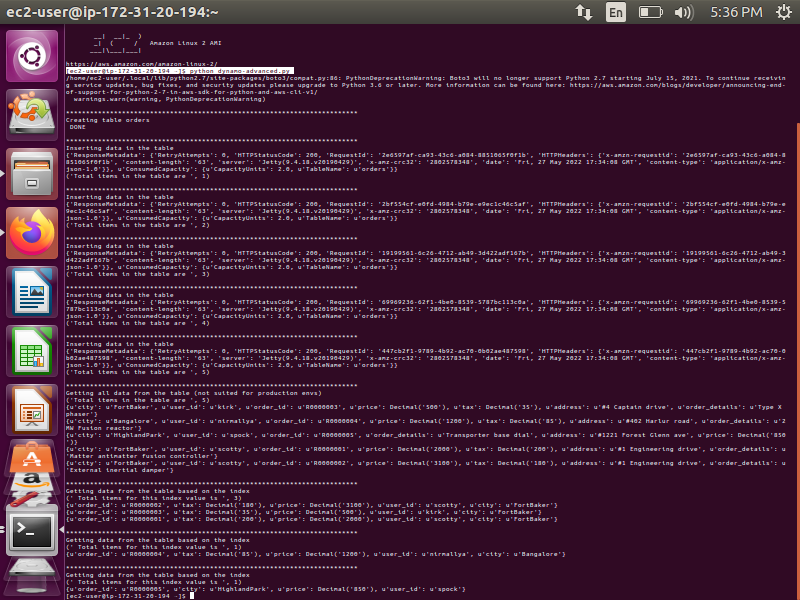 ec2-user@ip-172-31-20-194:~
En
5:36 PM
__| __|_ )
_| ( / Amazon Linux 2 AMI
___|\___|___|
https://aws.amazon.com/amazon-linux-2/
[ec2-user@ip-172-31-20-194 ~]$ python dynamo-advanced.py
/home/ec2-user/.local/lib/python2.7/site-packages/boto3/compat.py:86: PythonDeprecationWarning: Boto3 will no longer support Python 2.7 starting July 15, 2021. To continue receivin
g service updates, bug fixes, and security updates please upgrade to Python 3.6 or later. More information can be found here: https://aws.amazon.com/blogs/developer/announcing-end-
of-support-for-python-2-7-in-aws-sdk-for-python-and-aws-cli-v1/
warnings.warn(warning, PythonDeprecationWarning)
******************************************************************************
Creating table orders
DONE
******************************************************************************
Inserting data in the table
{'ResponseMetadata': {'RetryAttempts': 0, 'HTTPStatusCode': 200, 'RequestId': '2e6597af-ca93-43c6-a084-8851065f0f1b', 'HTTPHeaders': {'x-amzn-requestid': '2e6597af-ca93-43c6-a084-8
851065f0f1b', 'content-length': '63', 'server': 'Jetty(9.4.18.v20190429)', 'x-amz-crc32': '2802578348', 'date': 'Fri, 27 May 2022 17:34:08 GMT', 'content-type': 'application/x-amz-
json-1.0'}}, u'ConsumedCapacity': {u'CapacityUnits': 2.0, u'TableName': u'orders'}}
('Total items in the table are ', 1)
******************************************************************************
Inserting data in the table
{'ResponseMetadata': {'RetryAttempts': 0, 'HTTPStatusCode': 200, 'RequestId': '2bf554cf-e0fd-4984-b79e-e9ec1c46c5af', 'HTTPHeaders': {'x-amzn-requestid': '2bf554cf-e0fd-4984-b79e-e
9ec1c46c5af', 'content-length': '63', 'server': 'Jetty(9.4.18.v20190429)', 'x-amz-crc32': '2802578348', 'date': 'Fri, 27 May 2022 17:34:08 GMT', 'content-type': 'application/x-amz-
json-1.0'}}, u'ConsumedCapacity': {u'CapacityUnits': 2.0, u'TableName': u'orders'}}
('Total items in the table are ', 2)
******************************************************************************
Inserting data in the table
{'ResponseMetadata': {'RetryAttempts': 0, 'HTTPStatusCode': 200, 'RequestId': '19199561-6c26-4712-ab49-3d422adf167b', 'HTTPHeaders': {'x-amzn-requestid': '19199561-6c26-4712-ab49-3
d422adf167b', 'content-length': '63', 'server': 'Jetty(9.4.18.v20190429)', 'x-amz-crc32': '2802578348', 'date': 'Fri, 27 May 2022 17:34:08 GMT', 'content-type': 'application/x-amz-
json-1.0'}}, u'ConsumedCapacity': {u'CapacityUnits': 2.0, u'TableName': u'orders'}}
('Total items in the table are ', 3)
******************************************************************************
Inserting data in the table
{'ResponseMetadata': {'RetryAttempts': 0, 'HTTPStatusCode': 200, 'RequestId': '69969236-62f1-4be0-8539-5787bc113c0a', 'HTTPHeaders': {'x-amzn-requestid': '69969236-62f1-4be0-8539-5
787bc113c0a', 'content-length': '63', 'server': 'Jetty(9.4.18.v20190429)', 'x-amz-crc32': '2802578348', 'date': 'Fri, 27 May 2022 17:34:08 GMT', 'content-type': 'application/x-amz-
json-1.0'}}, u'ConsumedCapacity': {u'CapacityUnits': 2.0, u'TableName': u'orders'}}
('Total items in the table are ', 4)
******************************************************************************
Inserting data in the table
{'ResponseMetadata': {'RetryAttempts': 0, 'HTTPStatusCode': 200, 'RequestId': '447cb2f1-9789-4b92-ac70-0b02ae487598', 'HTTPHeaders': {'x-amzn-requestid': '447cb2f1-9789-4b92-ac70-0
b02ae487598', 'content-length': '63', 'server': 'Jetty(9.4.18.v20190429)', 'x-amz-crc32': '2802578348', 'date': 'Fri, 27 May 2022 17:34:08 GMT', 'content-type': 'application/x-amz-
json-1.0'}}, u'ConsumedCapacity': {u'CapacityUnits': 2.0, u'TableName': u'orders'}}
('Total items in the table are ', 5)
******************************************************************************
Getting all data from the table (not suited for production envs)
('Total items in the table are ', 5)
{u'city': u'FortBaker', u'user_id': u'kirk', u'order_id': u'R0000003', u'price': Decimal('500'), u'tax': Decimal('35'), u'address': u'#4 Captain drive', u'order_details': u'Type X
phaser'}
{u'city': u'Bangalore', u'user_id': u'nirmallya', u'order_id': u'R0000004', u'price': Decimal('1200'), u'tax': Decimal('85'), u'address': u'#402 Harlur road', u'order_details': u'2
MW Fusion reactor'}
{u'city': u'HighlandPark', u'user_id': u'spock', u'order_id': u'R0000005', u'order_details': u'Transporter base dial', u'address': u'#1221 Forest Glenn ave', u'price': Decimal('850
')}
{u'city': u'FortBaker', u'user_id': u'scotty', u'order_id': u'R0000001', u'price': Decimal('2000'), u'tax': Decimal('200'), u'address': u'#1 Engineering drive', u'order_details': u
'Matter antimatter fusion controller'}
{u'city': u'FortBaker', u'user_id': u'scotty', u'order_id': u'R0000002', u'price': Decimal('3100'), u'tax': Decimal('180'), u'address': u'#1 Engineering drive', u'order_details': u
'External inertial damper'}
******************************************************************************
Getting data from the table based on the index
(' Total items for this index value is ', 3)
{u'order_id': u'R0000002', u'tax': Decimal('180'), u'price': Decimal('3100'), u'user_id': u'scotty', u'city': u'FortBaker'}
{u'order_id': u'R0000003', u'tax': Decimal('35'), u'price': Decimal('500'), u'user_id': u'kirk', u'city': u'FortBaker'}
{u'order_id': u'R0000001', u'tax': Decimal('200'), u'price': Decimal('2000'), u'user_id': u'scotty', u'city': u'FortBaker'}
******************************************************************************
Getting data from the table based on the index
(' Total items for this index value is ', 1)
{u'order_id': u'R0000004', u'tax': Decimal('85'), u'price': Decimal('1200'), u'user_id': u'nirmallya', u'city': u'Bangalore'}
******************************************************************************
Getting data from the table based on the index
(' Total items for this index value is ', 1)
{u'order_id': u'R0000005', u'city': u'HighlandPark', u'price': Decimal('850'), u'user_id': u'spock'}
[ec2-user@ip-172-31-20-194 ~]$